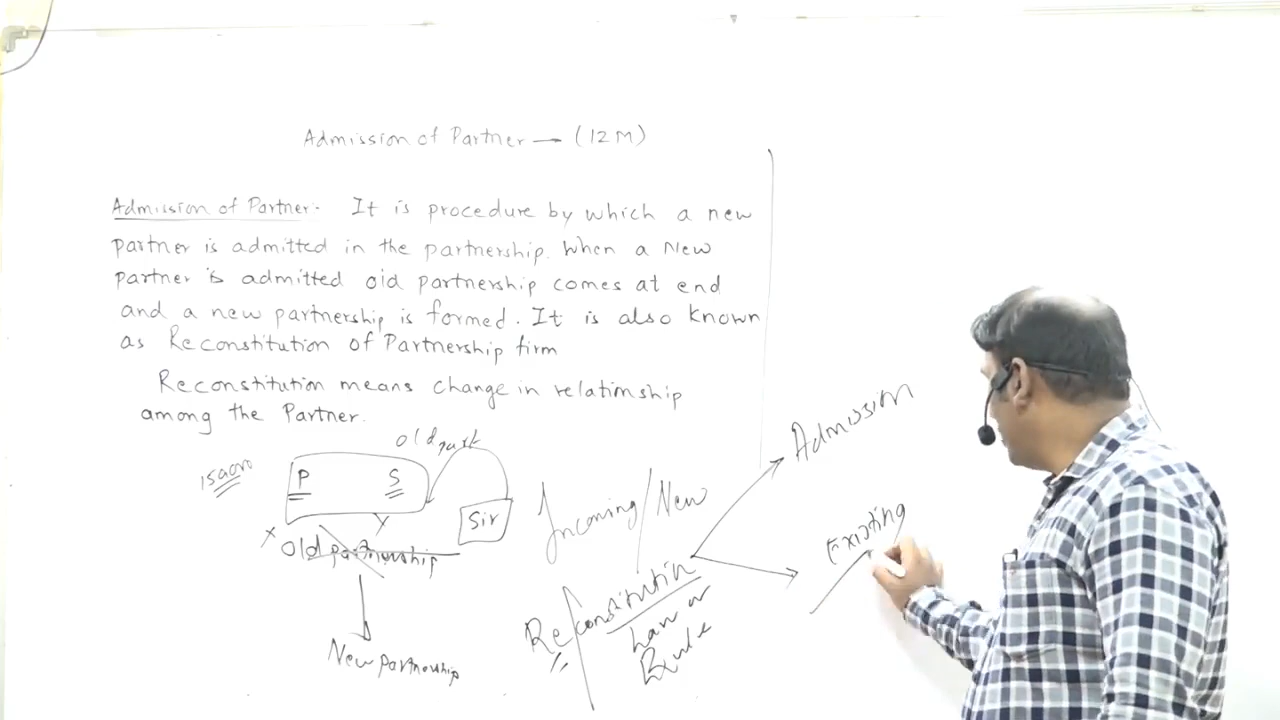 Admission of Partner — (12M)
Admission of Partner:- It is procedure by which a new
partner is admitted in the partnership. When a New
partner is admitted old partnership comes at end
and a new partnership is formed. It is also known
as Reconstitution of Partnership firm
Reconstitution means change in relationship
among the Partner.
Old
P S
Sir
Old partnership
New partnership
Incoming/New
Re/constitution
Law or
Rule
Admission
Existing